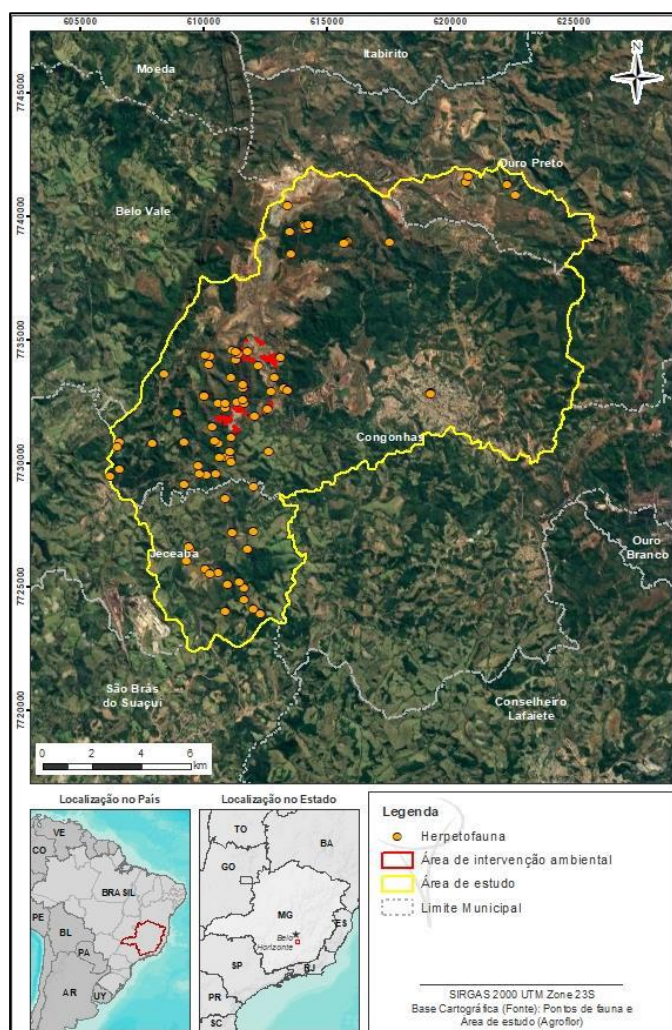 605000 610000 615000 620000 625000
Itabirito
Moeda
7745000
Ouro Preto
7740000
Belo Vale
7735000
Congonhas
7730000
Ouro
Branco
Jeceaba
7725000
São Brás
do Suaçuí
Conselheiro
Lafaiete
7720000
0 2 4 6
km
Localização no País
VE
CO
BRASIL
PE
BL
PA
AR
UY
Localização no Estado
TO
BA
GO
MG
ES
Belo
Horizonte
SP
RJ
PR
SC
Legenda
Herpetofauna
Área de intervenção ambiental
Área de estudo
Limite Municipal
SIRGAS 2000 UTM Zone 23S
Base Cartográfica (Fonte): Pontos de fauna e
Área de estudo (Agroflor)